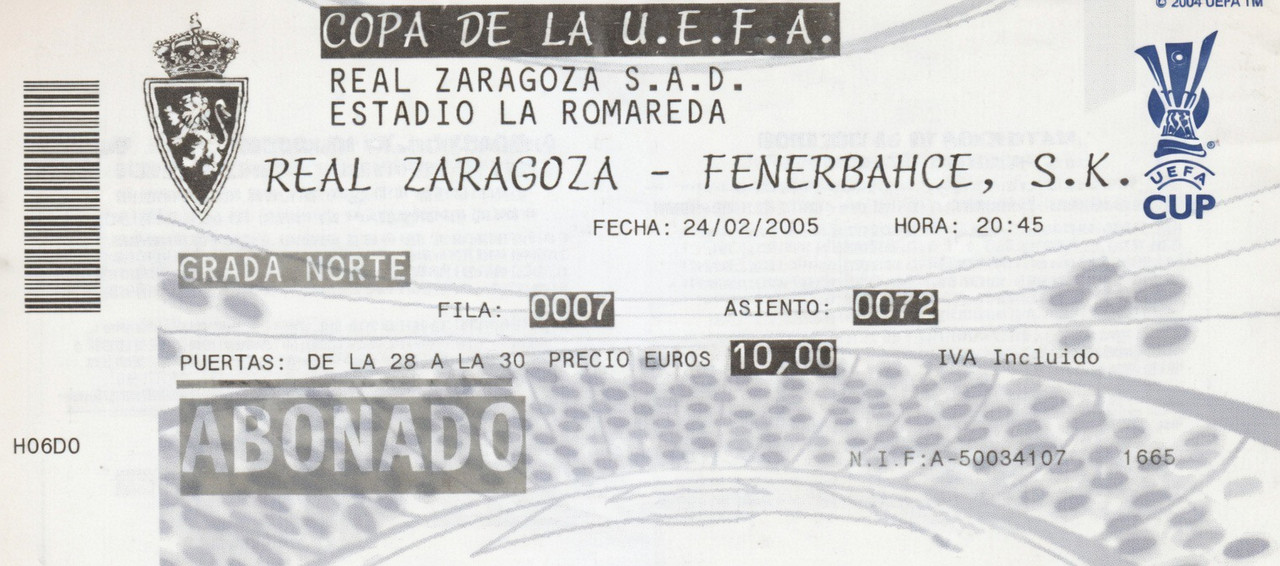 © 2004 UEFA TM
COPA DE LA U.E.F.A.
REAL ZARAGOZA S.A.D.
ESTADIO LA ROMAREDA
REAL ZARAGOZA - FENERBAHCE, S.K.
UEFA
CUP
®
FECHA: 24/02/2005 HORA: 20:45
GRADA NORTE
FILA: 0007 ASIENTO: 0072
PUERTAS: DE LA 28 A LA 30 PRECIO EUROS 10,00 IVA Incluido
ABONADO
H06D0
N.I.F:A-50034107 1665